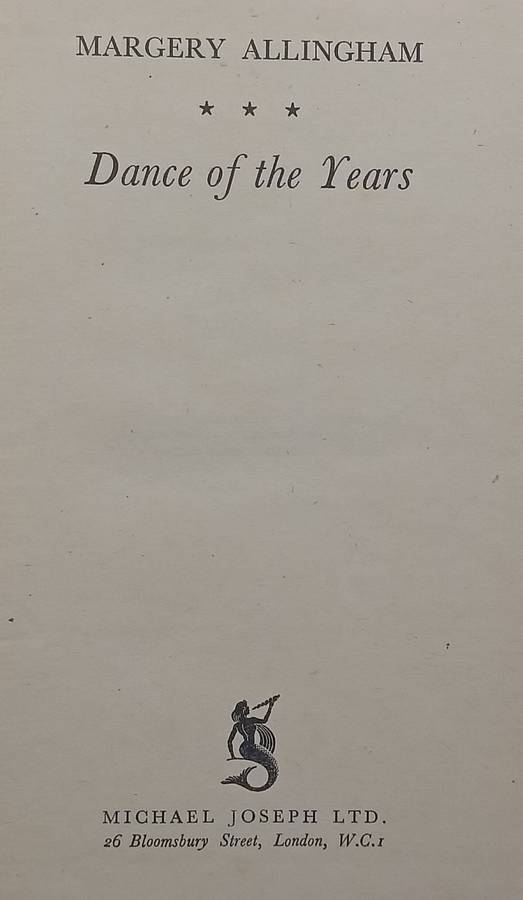 MARGERY ALLINGHAM
★ ★ ★
Dance of the Years
MICHAEL JOSEPH LTD.
26 Bloomsbury Street, London, W.C.1